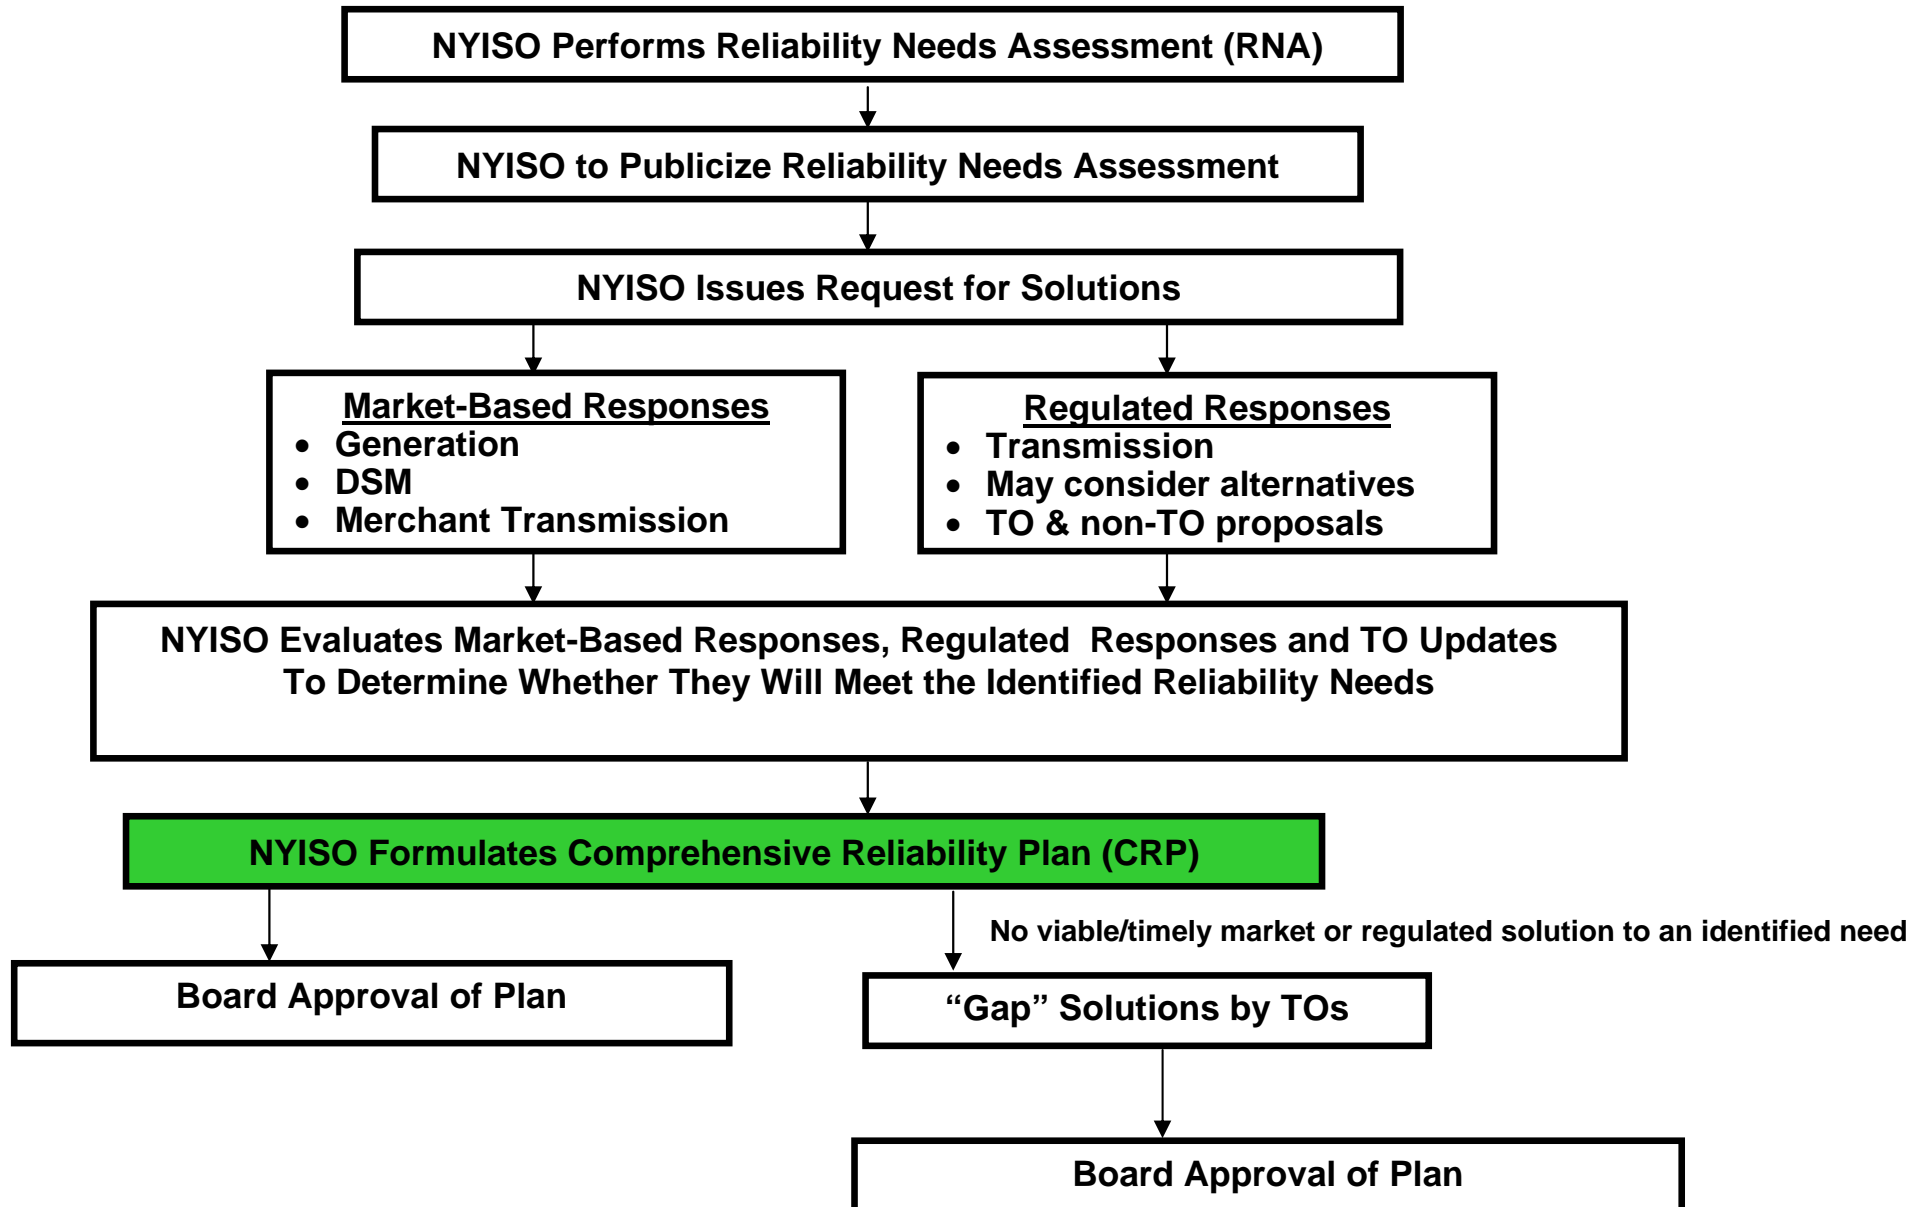 NYISO Performs Reliability Needs Assessment (RNA)
NYISO to Publicize Reliability Needs Assessment
NYISO Issues Request for Solutions
Market-Based Responses
• Generation
• DSM
• Merchant Transmission
Regulated Responses
• Transmission
• May consider alternatives
• TO & non-TO proposals
NYISO Evaluates Market-Based Responses, Regulated  Responses and TO Updates
To Determine Whether They Will Meet the Identified Reliability Needs
NYISO Formulates Comprehensive Reliability Plan (CRP)
No viable/timely market or regulated solution to an identified need
Board Approval of Plan
“Gap” Solutions by TOs
Board Approval of Plan